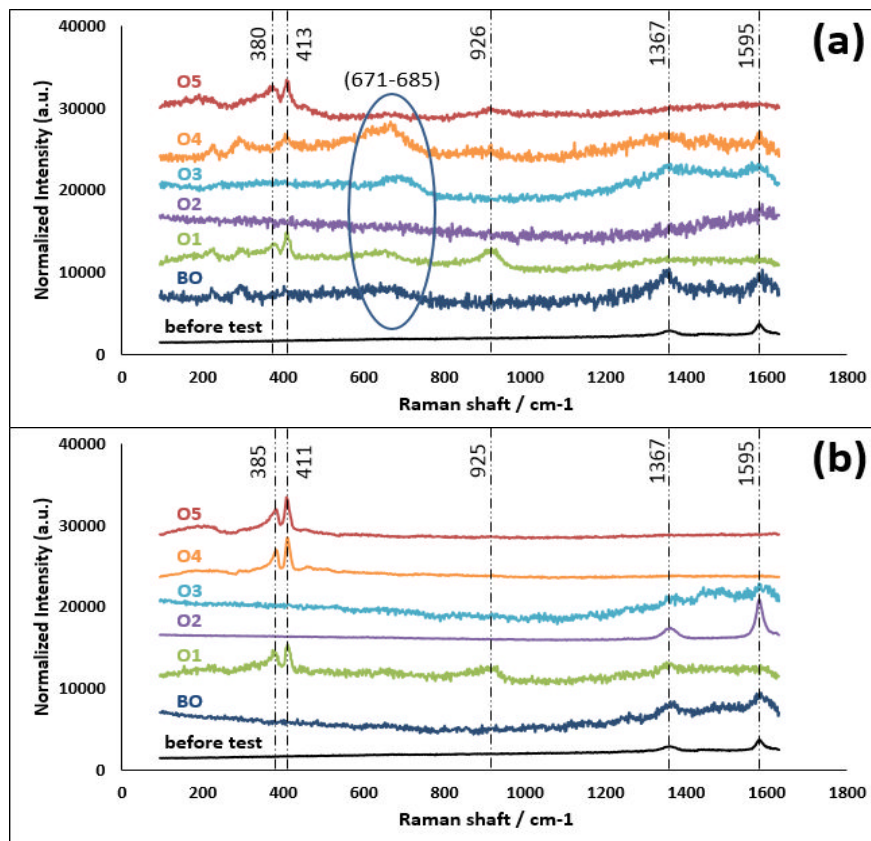 40000
380
413
926
1367
1595
(a)
(671-685)
O5
30000
O4
O3
20000
O2
O1
10000
BO
before test
0
Normalized Intensity (a.u.)
0 200 400 600 800 1000 1200 1400 1600 1800
Raman shaft / cm-1
40000
385
411
925
1367
1595
(b)
O5
30000
O4
O3
20000
O2
O1
10000
BO
before test
0
Normalized Intensity (a.u.)
0 200 400 600 800 1000 1200 1400 1600 1800
Raman shaft / cm-1